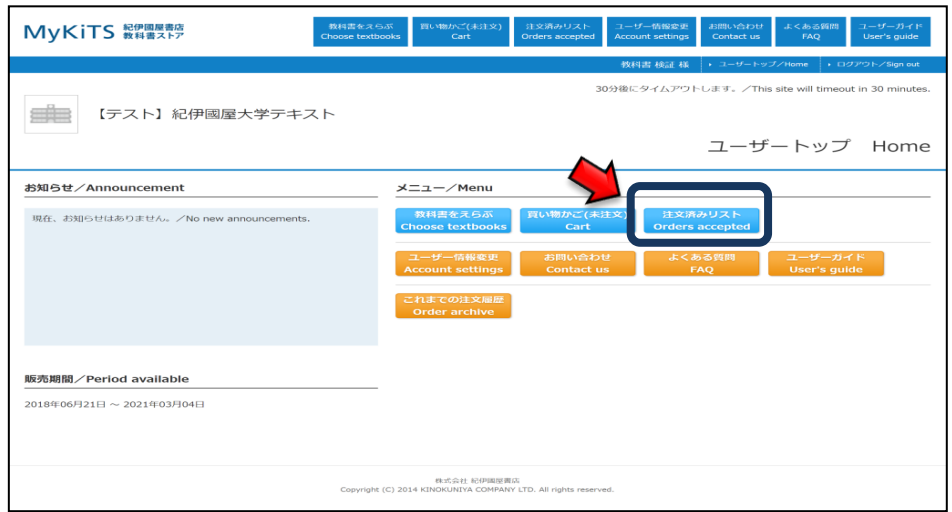 MyKiTS 紀伊國屋書店
教科書ストア
教科書をえらぶ
Choose textbooks
買い物かご(未注文)
Cart
注文済みリスト
Orders accepted
ユーザー情報変更
Account settings
お問い合わせ
Contact us
よくある質問
FAQ
ユーザーガイド
User's guide
教科書 検証 様
ユーザートップ/Home
ログアウト/Sign out
30分後にタイムアウトします。/This site will timeout in 30 minutes.
【テスト】紀伊國屋大学テキスト
ユーザートップ Home
お知らせ/Announcement
現在、お知らせはありません。/No new announcements.
メニュー/Menu
教科書をえらぶ
Choose textbooks
買い物かご(未注文)
Cart
注文済みリスト
Orders accepted
ユーザー情報変更
Account settings
お問い合わせ
Contact us
よくある質問
FAQ
ユーザーガイド
User's guide
これまでの注文履歴
Order archive
販売期間/Period available
2018年06月21日 ~ 2021年03月04日
株式会社 紀伊國屋書店
Copyright (C) 2014 KINOKUNIYA COMPANY LTD. All rights reserved.